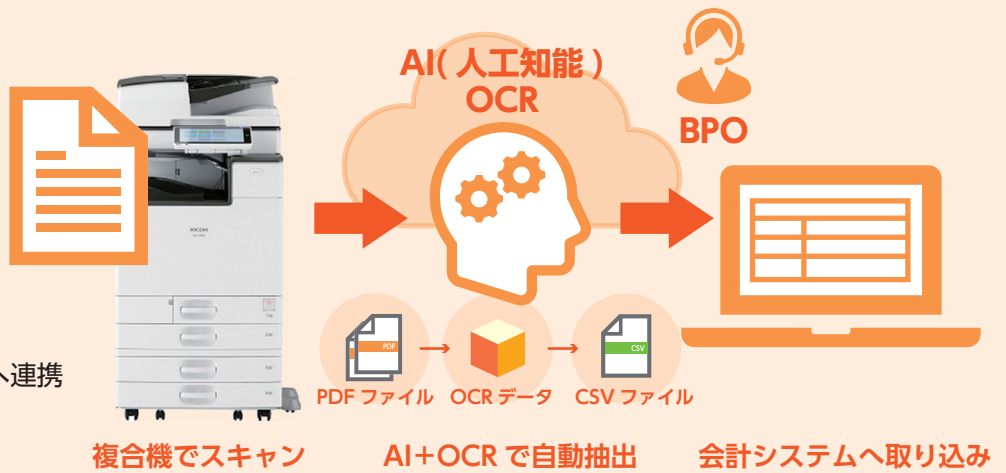 AI( 人工知能 )
OCR
BPO
RICOH
PDF
CSV
PDF ファイル
OCR データ
CSV ファイル
へ連携
複合機でスキャン
AI+OCR で自動抽出
会計システムへ取り込み